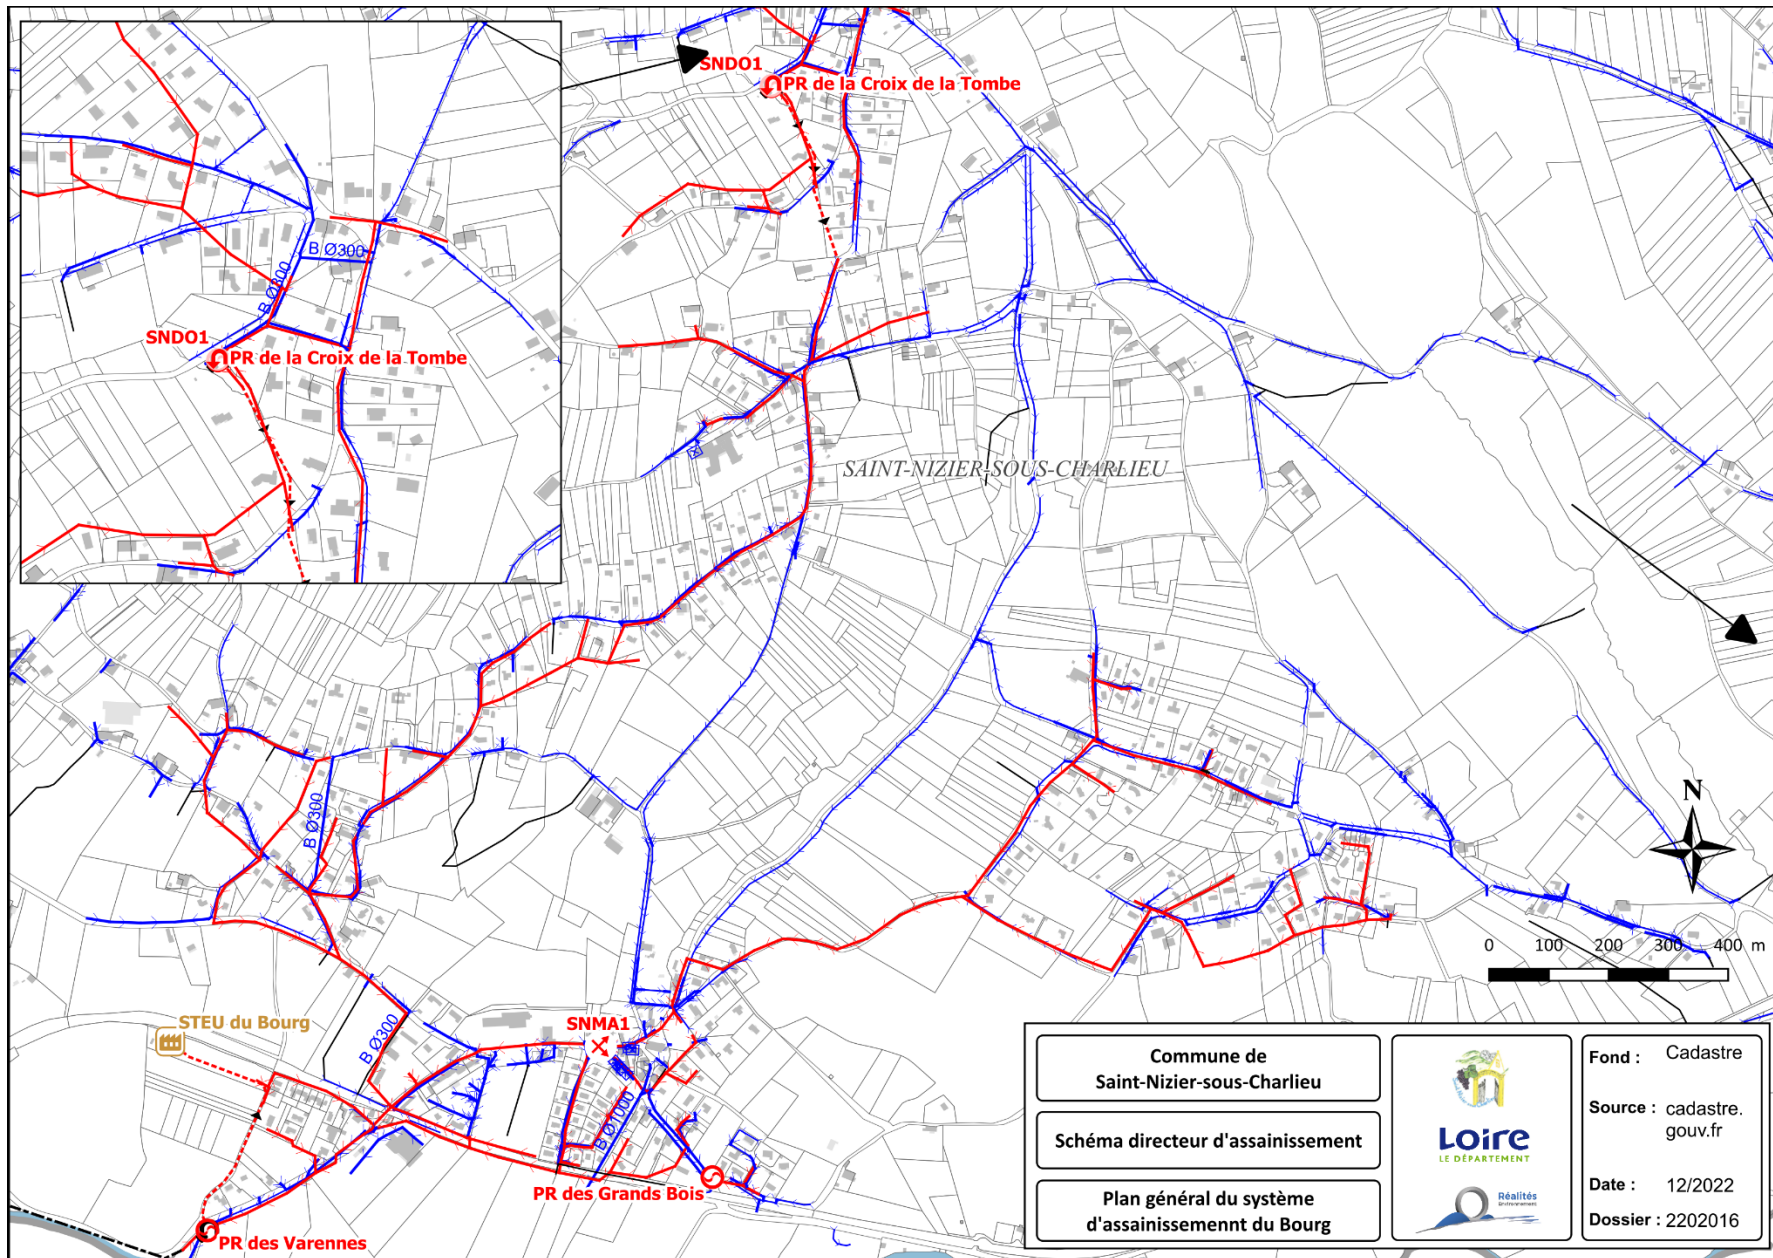 SNDO1
PR de la Croix de la Tombe
B Ø300
B Ø300
SNDO1
PR de la Croix de la Tombe
SAINT-NIZIER-SOUS-CHARLIEU
B Ø300
N
0 100 200 300 400 m
STEU du Bourg
B Ø300
SNMA1
B Ø1000
PR des Grands Bois
PR des Varennes
Commune de
Saint-Nizier-sous-Charlieu
Schéma directeur d'assainissement
Plan général du système
d'assainissemennt du Bourg
Loire
LE DÉPARTEMENT
Réalités
Environnement
Fond : Cadastre
Source : cadastre.
gouv.fr
Date : 12/2022
Dossier : 2202016